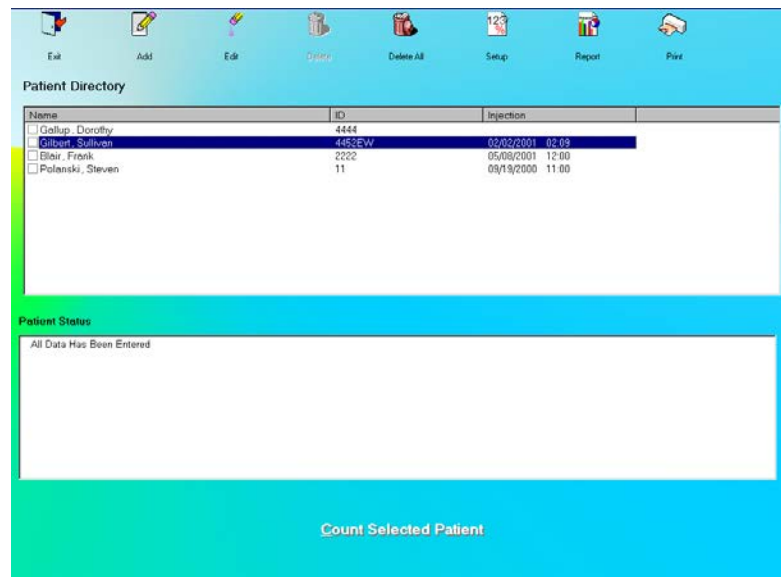 Exit Add Edit Delete Delete All Setup Report Print
Patient Directory
Name ID Injection
Gallup, Dorothy 4444
Gilbert, Sullivan 4452EW 02/02/2001 02:09
Blair, Frank 2222 05/08/2001 12:00
Polanski, Steven 11 09/19/2000 11:00
Patient Status
All Data Has Been Entered
Count Selected Patient